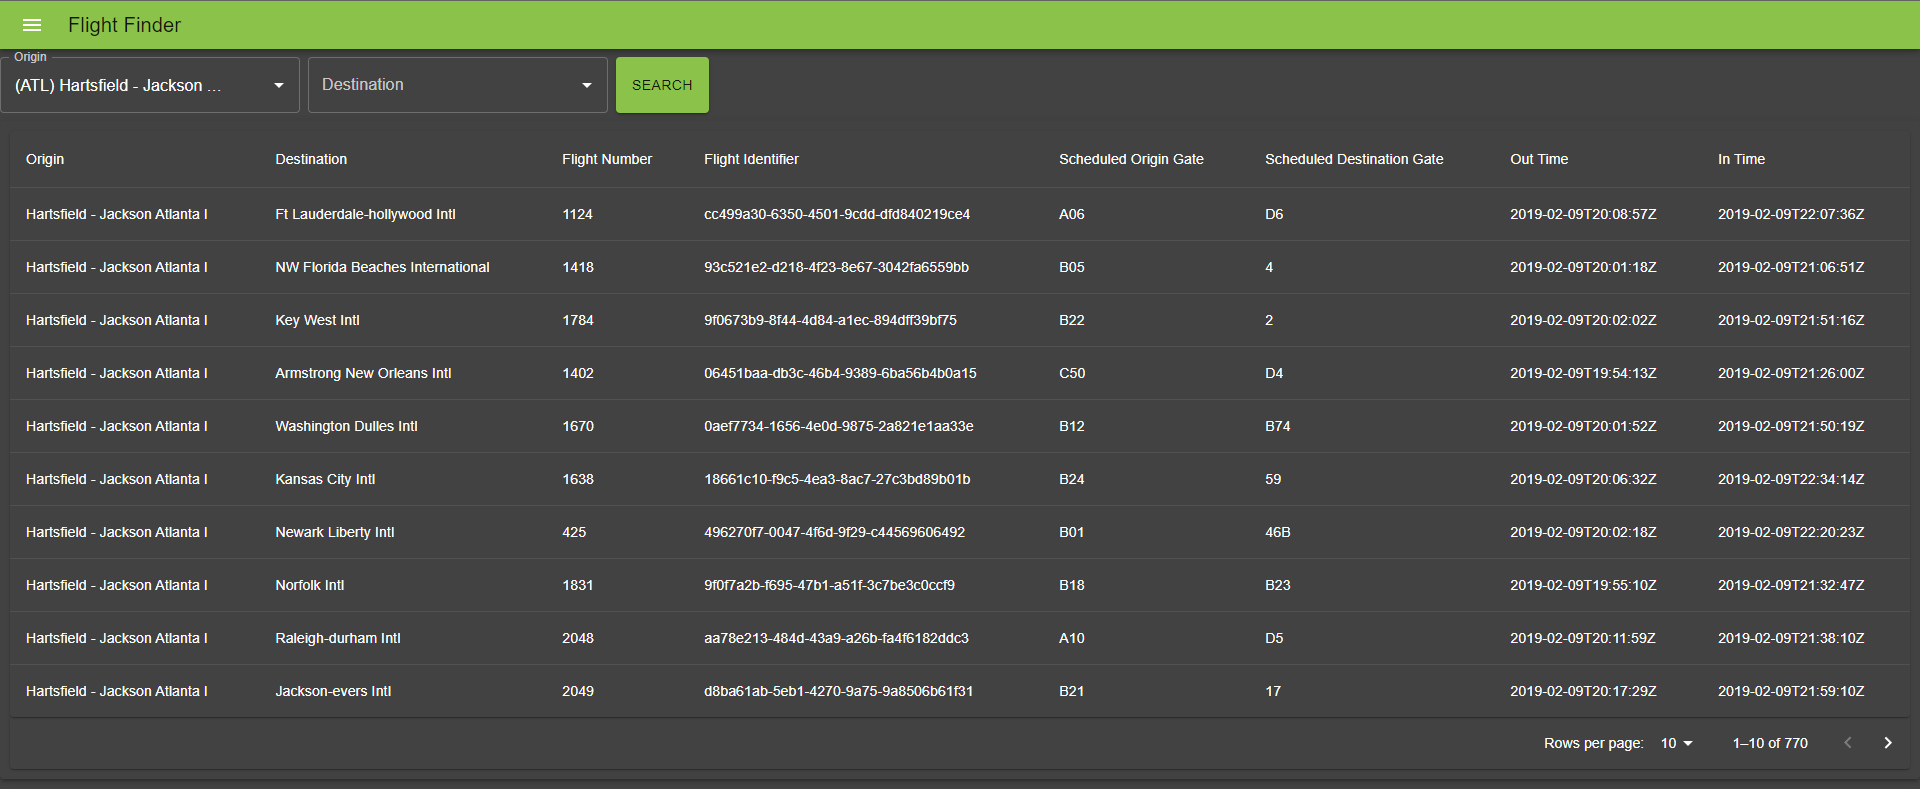 Flight Finder
Origin
(ATL) Hartsfield - Jackson ...
Destination
SEARCH
Origin Destination Flight Number Flight Identifier Scheduled Origin Gate Scheduled Destination Gate Out Time In Time
Hartsfield - Jackson Atlanta I Ft Lauderdale-hollywood Intl 1124 cc499a30-6350-4501-9cdd-dfd840219ce4 A06 D6 2019-02-09T20:08:57Z 2019-02-09T22:07:36Z
Hartsfield - Jackson Atlanta I NW Florida Beaches International 1418 93c521e2-d218-4f23-8e67-3042fa6559bb B05 4 2019-02-09T20:01:18Z 2019-02-09T21:06:51Z
Hartsfield - Jackson Atlanta I Key West Intl 1784 9f0673b9-8f44-4d84-a1ec-894dff39bf75 B22 2 2019-02-09T20:02:02Z 2019-02-09T21:51:16Z
Hartsfield - Jackson Atlanta I Armstrong New Orleans Intl 1402 06451baa-db3c-46b4-9389-6ba56b4b0a15 C50 D4 2019-02-09T19:54:13Z 2019-02-09T21:26:00Z
Hartsfield - Jackson Atlanta I Washington Dulles Intl 1670 0aef7734-1656-4e0d-9875-2a821e1aa33e B12 B74 2019-02-09T20:01:52Z 2019-02-09T21:50:19Z
Hartsfield - Jackson Atlanta I Kansas City Intl 1638 18661c10-f9c5-4ea3-8ac7-27c3bd89b01b B24 59 2019-02-09T20:06:32Z 2019-02-09T22:34:14Z
Hartsfield - Jackson Atlanta I Newark Liberty Intl 425 496270f7-0047-4f6d-9f29-c44569606492 B01 46B 2019-02-09T20:02:18Z 2019-02-09T22:20:23Z
Hartsfield - Jackson Atlanta I Norfolk Intl 1831 9f0f7a2b-f695-47b1-a51f-3c7be3c0ccf9 B18 B23 2019-02-09T19:55:10Z 2019-02-09T21:32:47Z
Hartsfield - Jackson Atlanta I Raleigh-durham Intl 2048 aa78e213-484d-43a9-a26b-fa4f6182ddc3 A10 D5 2019-02-09T20:11:59Z 2019-02-09T21:38:10Z
Hartsfield - Jackson Atlanta I Jackson-evers Intl 2049 d8ba61ab-5eb1-4270-9a75-9a8506b61f31 B21 17 2019-02-09T20:17:29Z 2019-02-09T21:59:10Z
Rows per page: 10 1–10 of 770